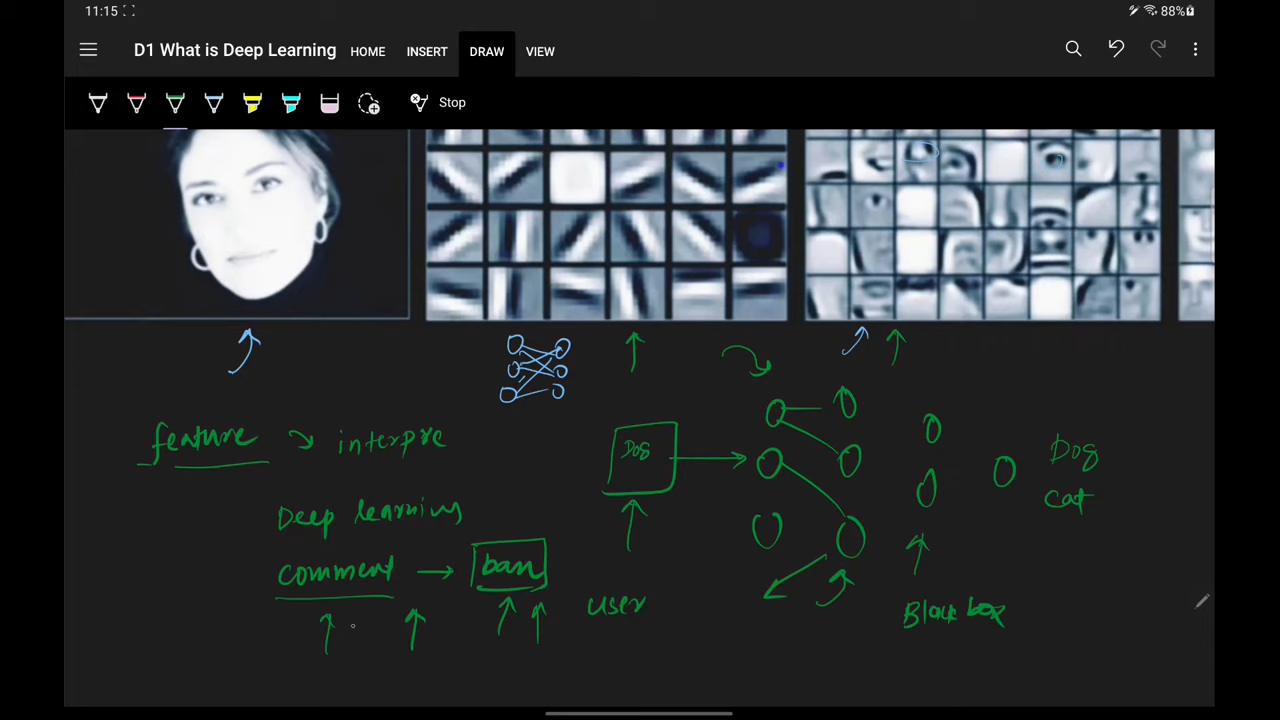 11:15
88%
D1 What is Deep Learning
HOME
INSERT
DRAW
VIEW
Stop
feature
interpre
Dog
Dog
cat
Deep learning
comment
ban
user
Black box